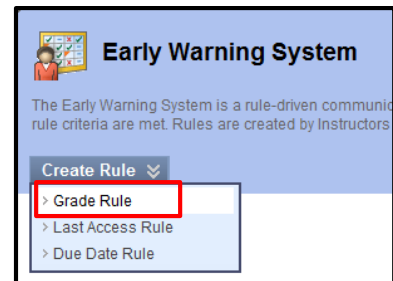 Early Warning System
The Early Warning System is a rule-driven
rule criteria are met. Rules are created by Instructors
Create Rule
> Grade Rule
> Last Access Rule
> Due Date Rule